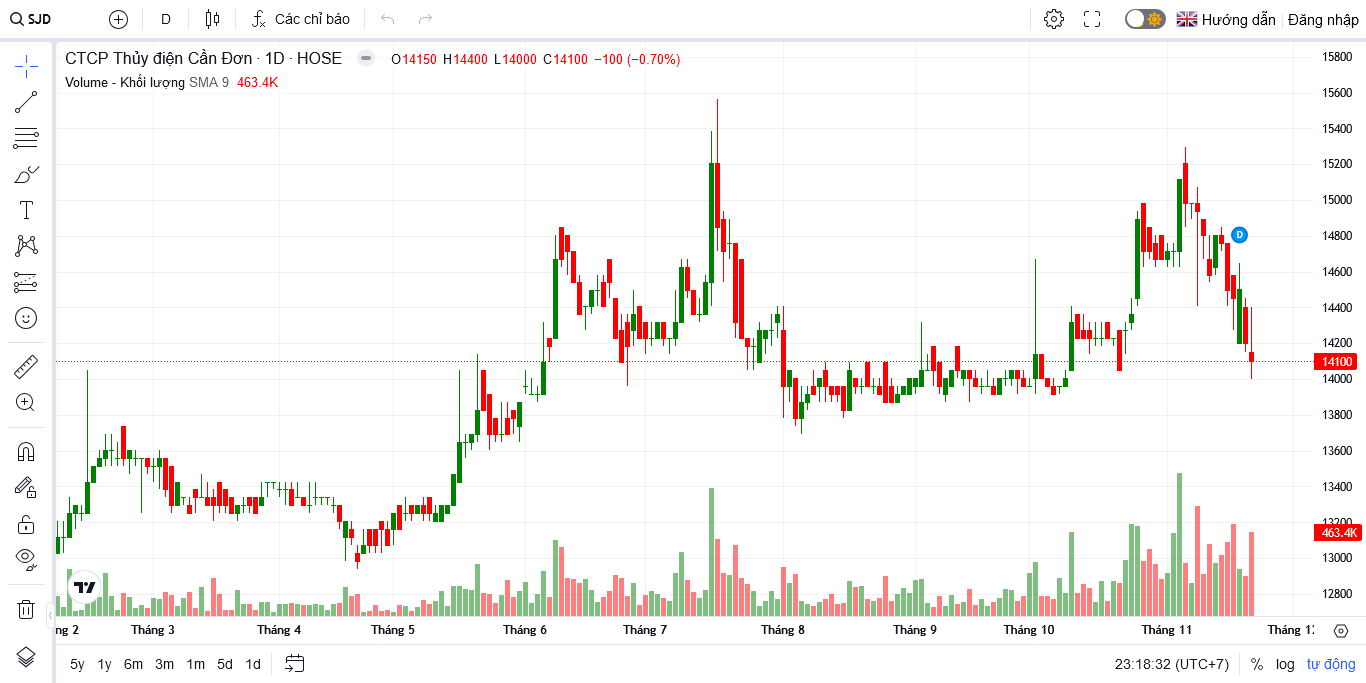 SJD D Các chỉ báo Hướng dẫn Đăng nhập
CTCP Thủy điện Cần Đơn · 1D · HOSE O14150 H14400 L14000 C14100 −100 (−0.70%)
Volume - Khối lượng SMA 9 463.4K
15800
15600
15400
15200
15000
D
14800
14600
14400
14200
14100
14000
13800
13600
13400
13200
463.4K
13000
12800
ng 2 Tháng 3 Tháng 4 Tháng 5 Tháng 6 Tháng 7 Tháng 8 Tháng 9 Tháng 10 Tháng 11 Tháng 12
5y 1y 6m 3m 1m 5d 1d 23:18:32 (UTC+7) % log tự động